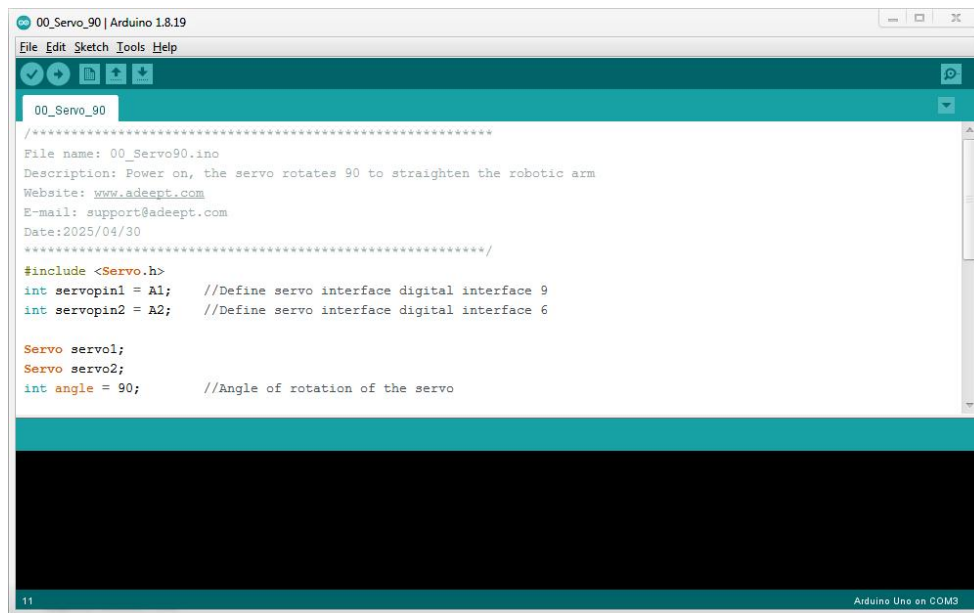 00_Servo_90 | Arduino 1.8.19
File Edit Sketch Tools Help
00_Servo_90
/***********************************************************
File name: 00_Servo90.ino
Description: Power on, the servo rotates 90 to straighten the robotic arm
Website: www.adeept.com
E-mail: support@adeept.com
Date:2025/04/30
***********************************************************/
#include <Servo.h>
int servopin1 = A1;    //Define servo interface digital interface 9
int servopin2 = A2;    //Define servo interface digital interface 6
Servo servo1;
Servo servo2;
int angle = 90;        //Angle of rotation of the servo
11
Arduino Uno on COM3